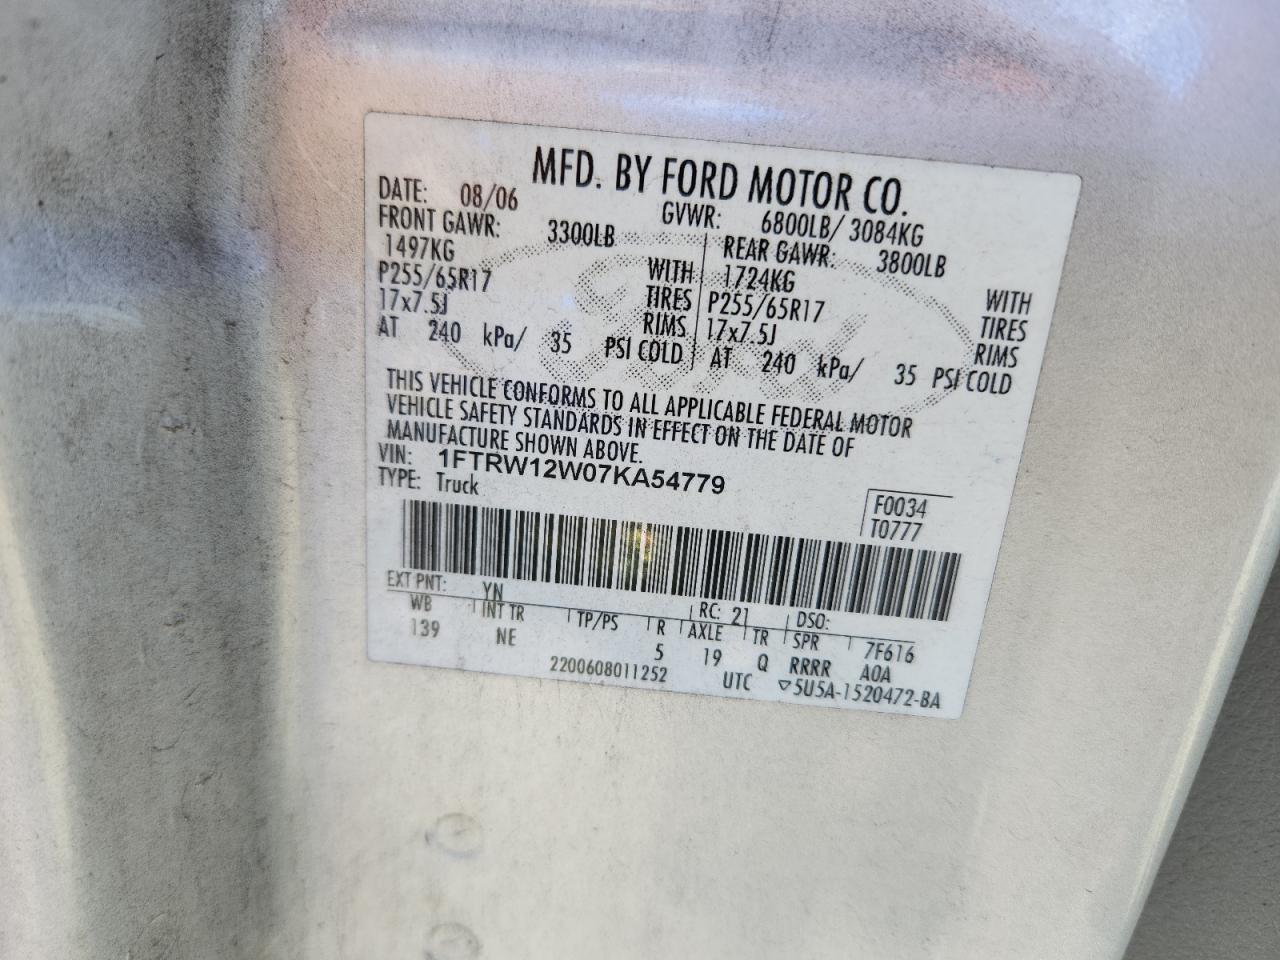 MFD. BY FORD MOTOR CO.
DATE: 08/06 GVWR: 6800LB/ 3084KG
FRONT GAWR: 3300LB REAR GAWR: 3800LB
1497KG WITH 1724KG WITH
P255/65R17 TIRES P255/65R17 TIRES
17x7.5J RIMS 17x7.5J RIMS
AT 240 kPa/ 35 PSI COLD AT 240 kPa/ 35 PSI COLD
THIS VEHICLE CONFORMS TO ALL APPLICABLE FEDERAL MOTOR
VEHICLE SAFETY STANDARDS IN EFFECT ON THE DATE OF
MANUFACTURE SHOWN ABOVE.
VIN: 1FTRW12W07KA54779
TYPE: Truck
F0034
T0777
EXT PNT: YN RC: 21 DSO:
WB INT TR TP/PS R AXLE TR SPR 7F616
139 NE 5 19 Q RRRR A0A
2200608011252 UTC ▽5U5A-1520472-BA